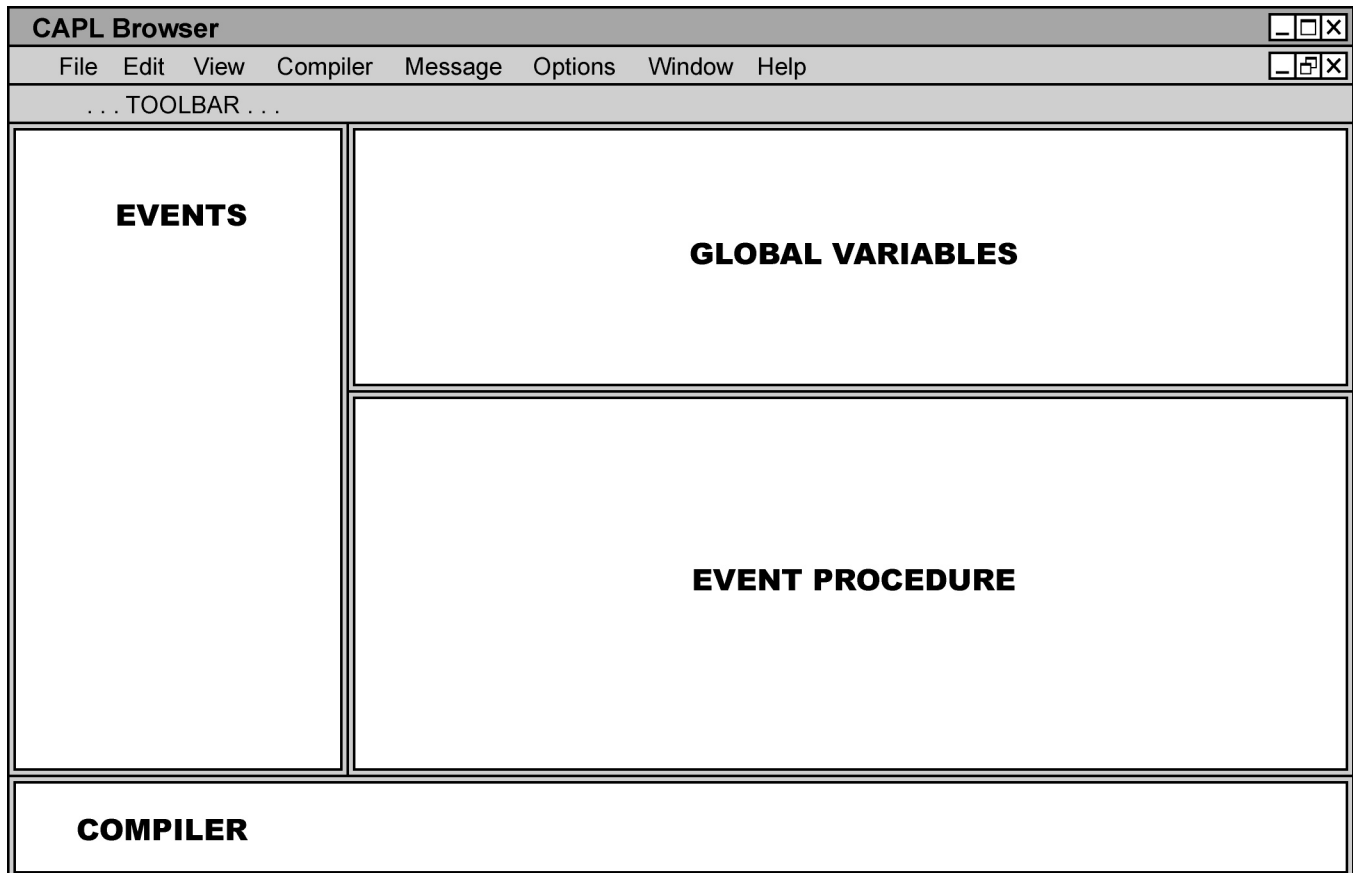 CAPL Browser
File Edit View Compiler Message Options Window Help
. . . TOOLBAR . . .
EVENTS
GLOBAL VARIABLES
EVENT PROCEDURE
COMPILER